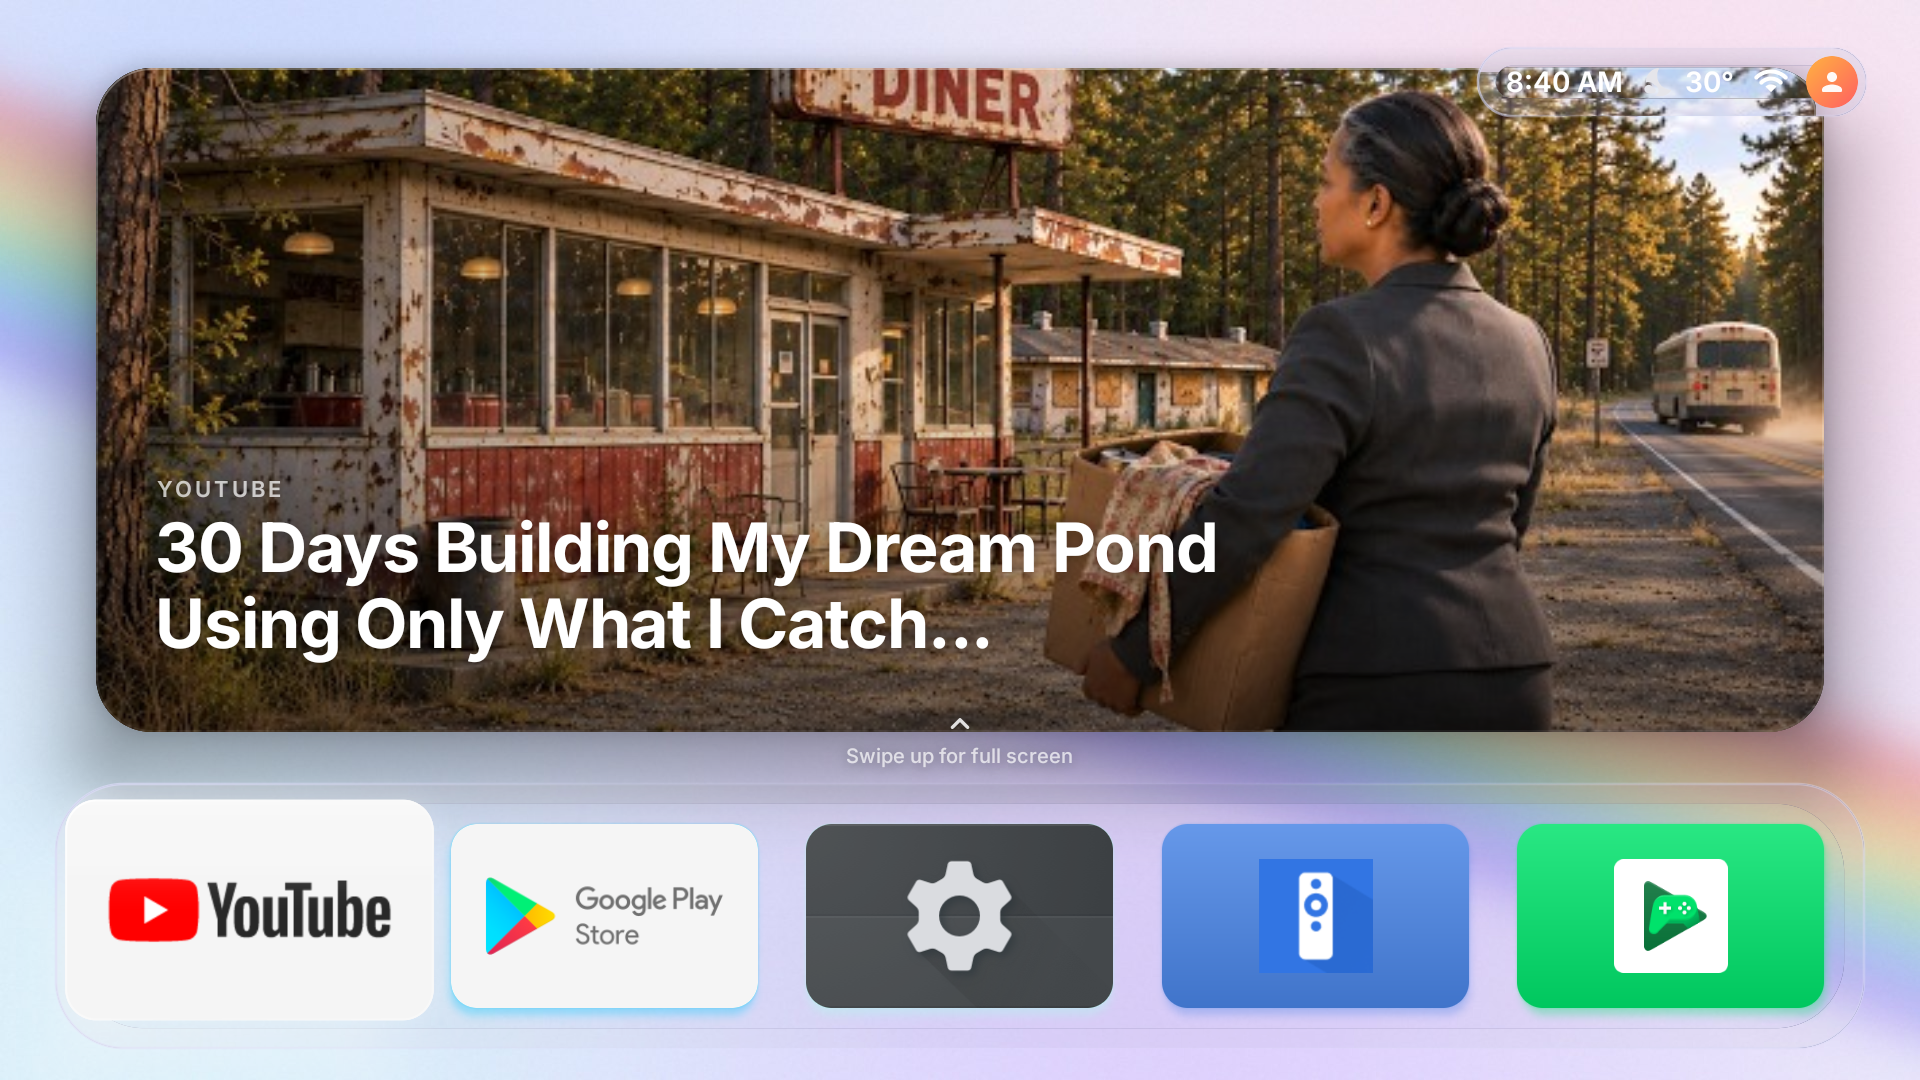 DINER
8:40 AM 30°
YOUTUBE
30 Days Building My Dream Pond
Using Only What I Catch...
Swipe up for full screen
YouTube
Google Play
Store